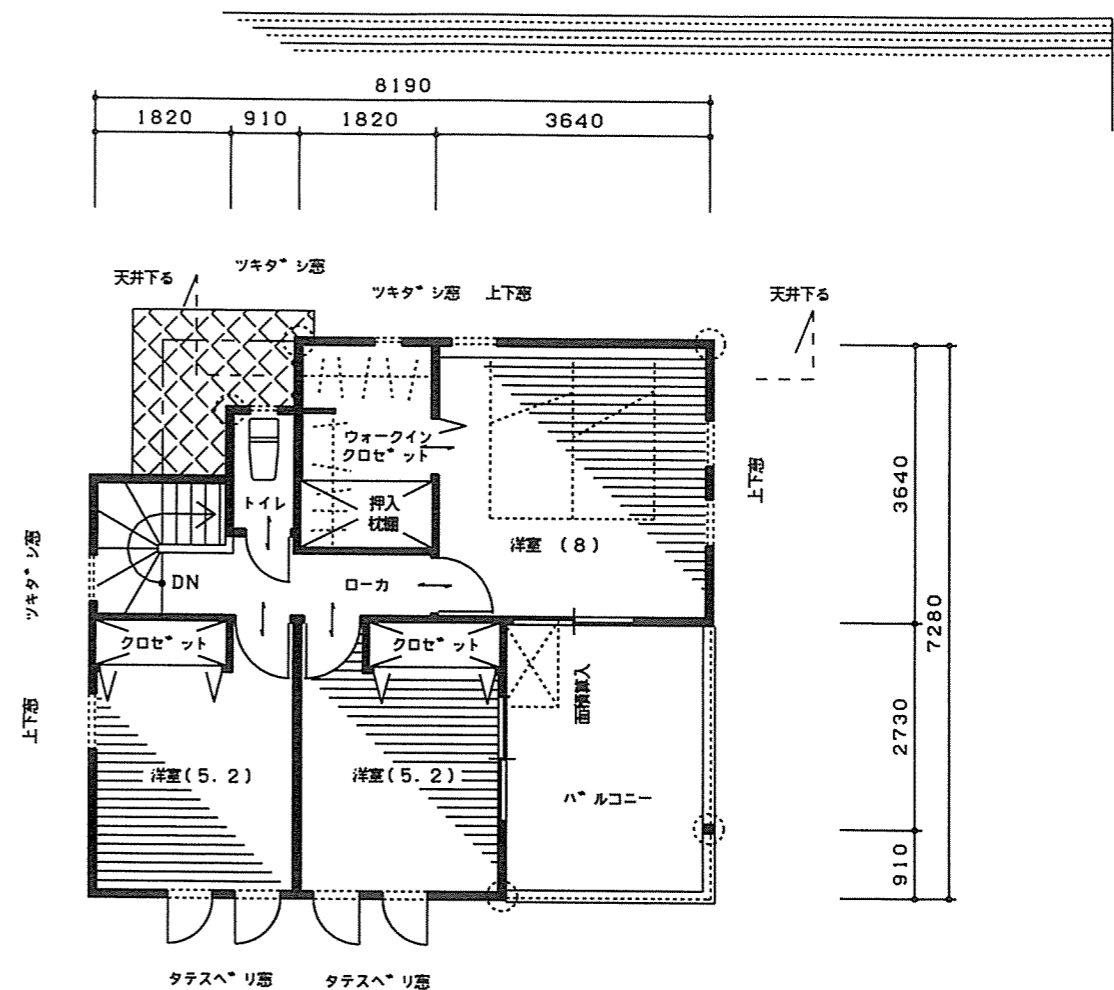 8190
1820 910 1820 3640
ツキダシ窓
天井下る
ツキダシ窓 上下窓
天井下る
ウォークイン
クロゼット
トイレ
押入
枕棚
洋室 (8)
上下窓
3640
ツキダシ窓
DN
ローカ
7280
クロゼット
クロゼット
面積算入
上下窓
2730
洋室(5.2)
洋室(5.2)
バルコニー
910
タテスベリ窓
タテスベリ窓